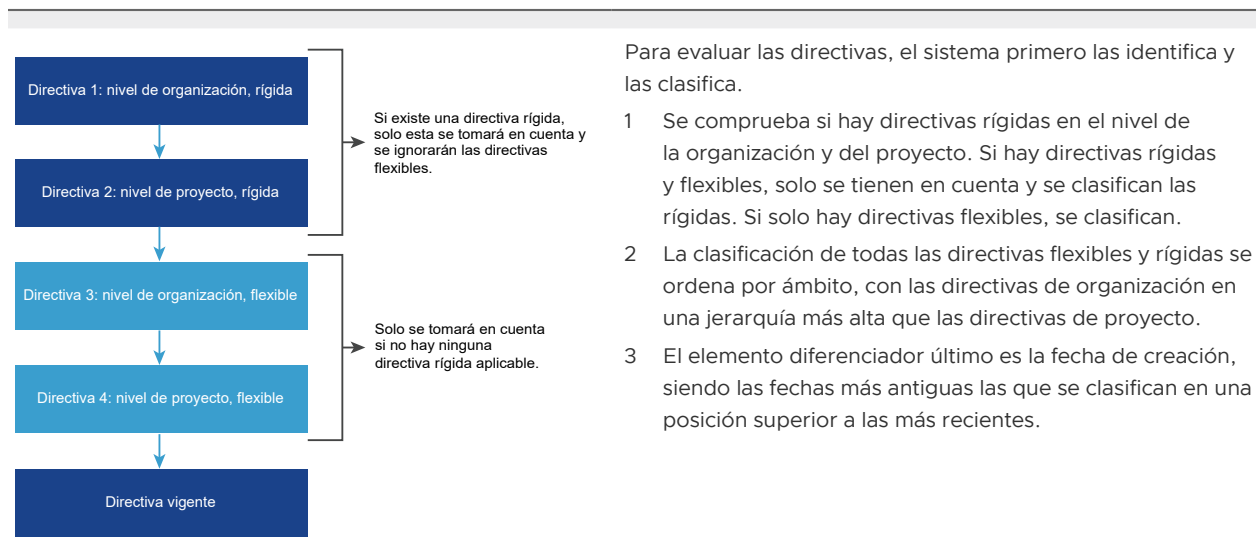 Directiva 1: nivel de organización, rígida
Directiva 2: nivel de proyecto, rígida
Si existe una directiva rígida,
solo esta se tomará en cuenta y
se ignorarán las directivas
flexibles.
Directiva 3: nivel de organización, flexible
Directiva 4: nivel de proyecto, flexible
Solo se tomará en cuenta
si no hay ninguna
directiva rígida aplicable.
Directiva vigente
Para evaluar las directivas, el sistema primero las identifica y
las clasifica.
1 Se comprueba si hay directivas rígidas en el nivel de
la organización y del proyecto. Si hay directivas rígidas
y flexibles, solo se tienen en cuenta y se clasifican las
rígidas. Si solo hay directivas flexibles, se clasifican.
2 La clasificación de todas las directivas flexibles y rígidas se
ordena por ámbito, con las directivas de organización en
una jerarquía más alta que las directivas de proyecto.
3 El elemento diferenciador último es la fecha de creación,
siendo las fechas más antiguas las que se clasifican en una
posición superior a las más recientes.